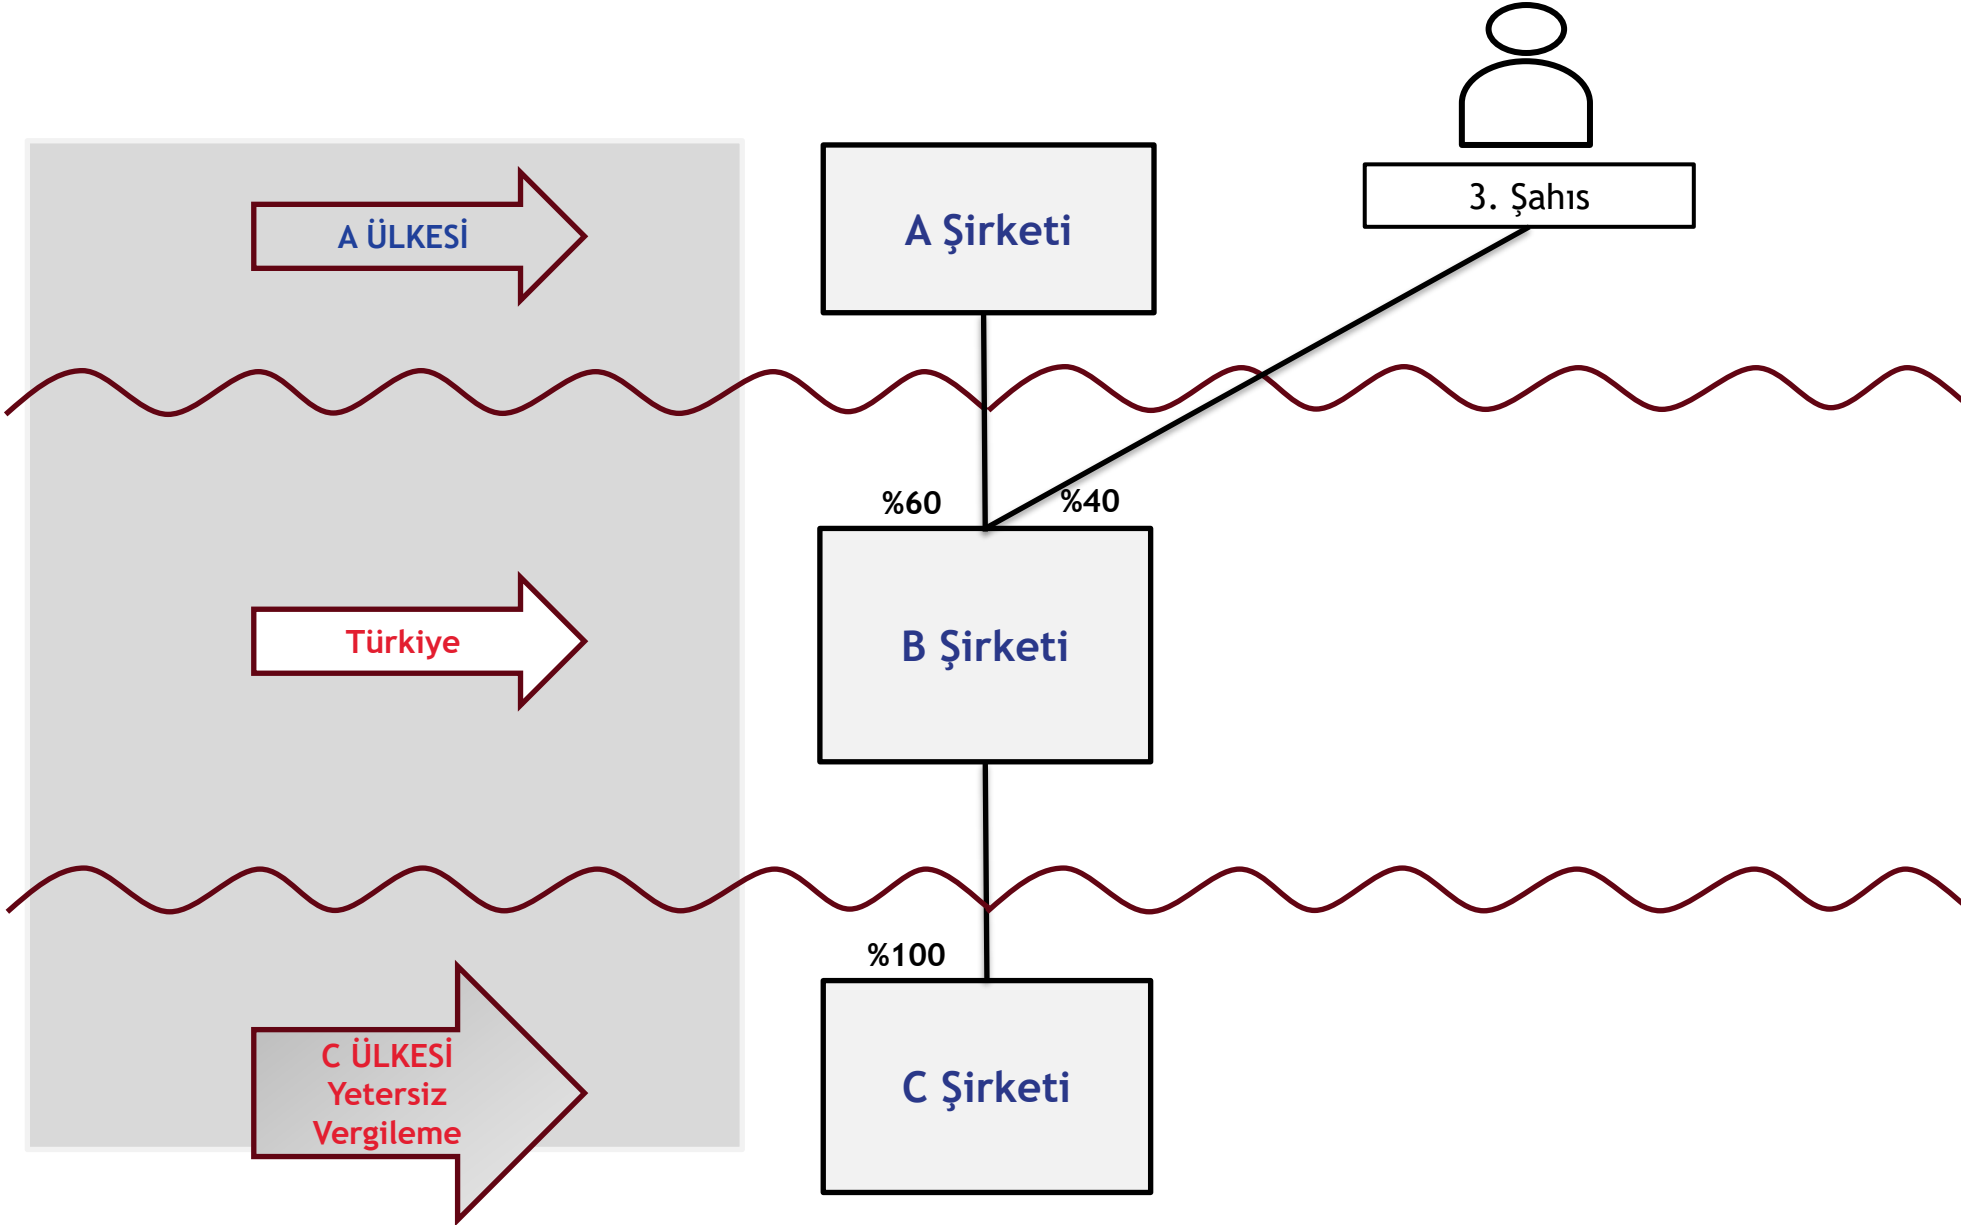 3. Şahıs
A ÜLKESİ
A Şirketi
%60
%40
Türkiye
B Şirketi
%100
C ÜLKESİ
Yetersiz
Vergileme
C Şirketi